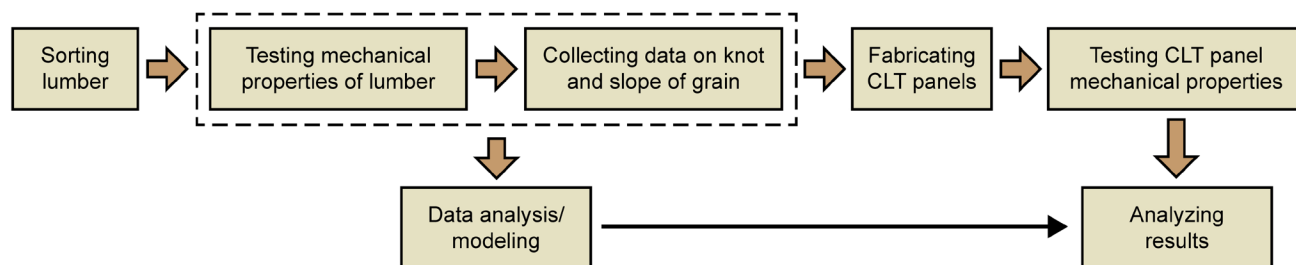 Sorting
lumber
Testing mechanical
properties of lumber
Collecting data on knot
and slope of grain
Fabricating
CLT panels
Testing CLT panel
mechanical properties
Data analysis/
modeling
Analyzing
results